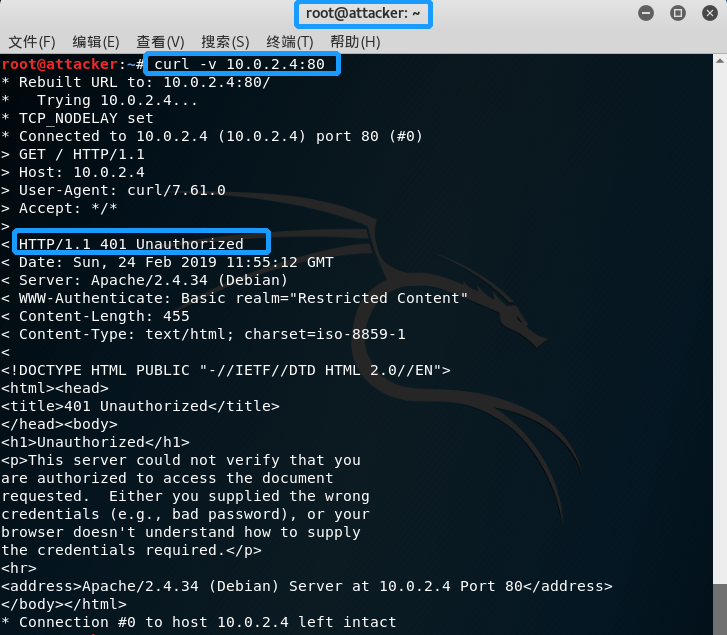 root@attacker: ~
文件(F) 编辑(E) 查看(V) 搜索(S) 终端(T) 帮助(H)
root@attacker:~# curl -v 10.0.2.4:80
* Rebuilt URL to: 10.0.2.4:80/
*   Trying 10.0.2.4...
* TCP_NODELAY set
* Connected to 10.0.2.4 (10.0.2.4) port 80 (#0)
> GET / HTTP/1.1
> Host: 10.0.2.4
> User-Agent: curl/7.61.0
> Accept: */*
>
< HTTP/1.1 401 Unauthorized
< Date: Sun, 24 Feb 2019 11:55:12 GMT
< Server: Apache/2.4.34 (Debian)
< WWW-Authenticate: Basic realm="Restricted Content"
< Content-Length: 455
< Content-Type: text/html; charset=iso-8859-1
<
<!DOCTYPE HTML PUBLIC "-//IETF//DTD HTML 2.0//EN">
<html><head>
<title>401 Unauthorized</title>
</head><body>
<h1>Unauthorized</h1>
<p>This server could not verify that you
are authorized to access the document
requested.  Either you supplied the wrong
credentials (e.g., bad password), or your
browser doesn't understand how to supply
the credentials required.</p>
<hr>
<address>Apache/2.4.34 (Debian) Server at 10.0.2.4 Port 80</address>
</body></html>
* Connection #0 to host 10.0.2.4 left intact